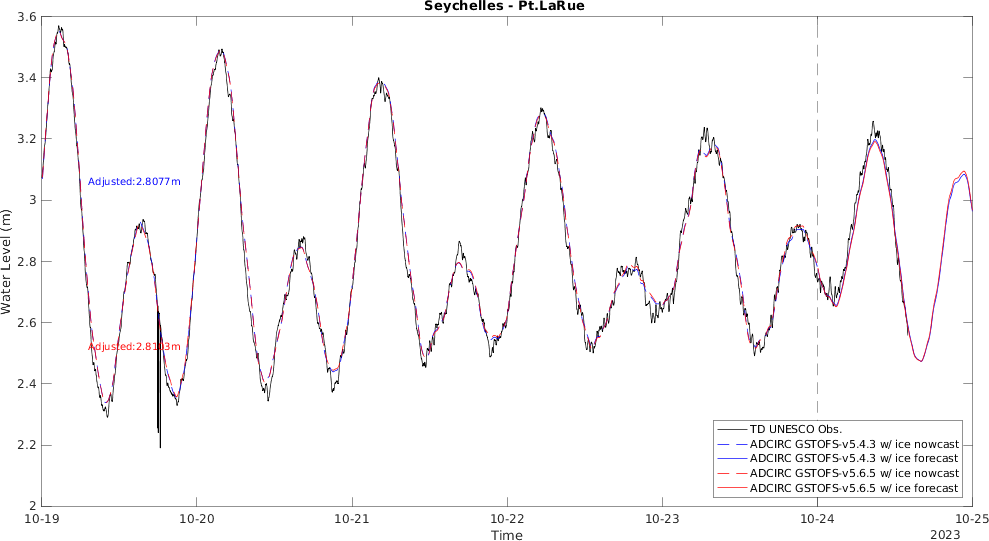 Seychelles - Pt.LaRue
3.6
3.4
3.2
3
2.8
2.6
2.4
2.2
2
Water Level (m)
Adjusted:2.8077m
TD UNESCO Obs.
ADCIRC GSTOFS-v5.4.3 w/ ice nowcast
ADCIRC GSTOFS-v5.4.3 w/ ice forecast
ADCIRC GSTOFS-v5.6.5 w/ ice nowcast
ADCIRC GSTOFS-v5.6.5 w/ ice forecast
10-19 10-20 10-21 10-22 10-23 10-24 10-25
Time
2023